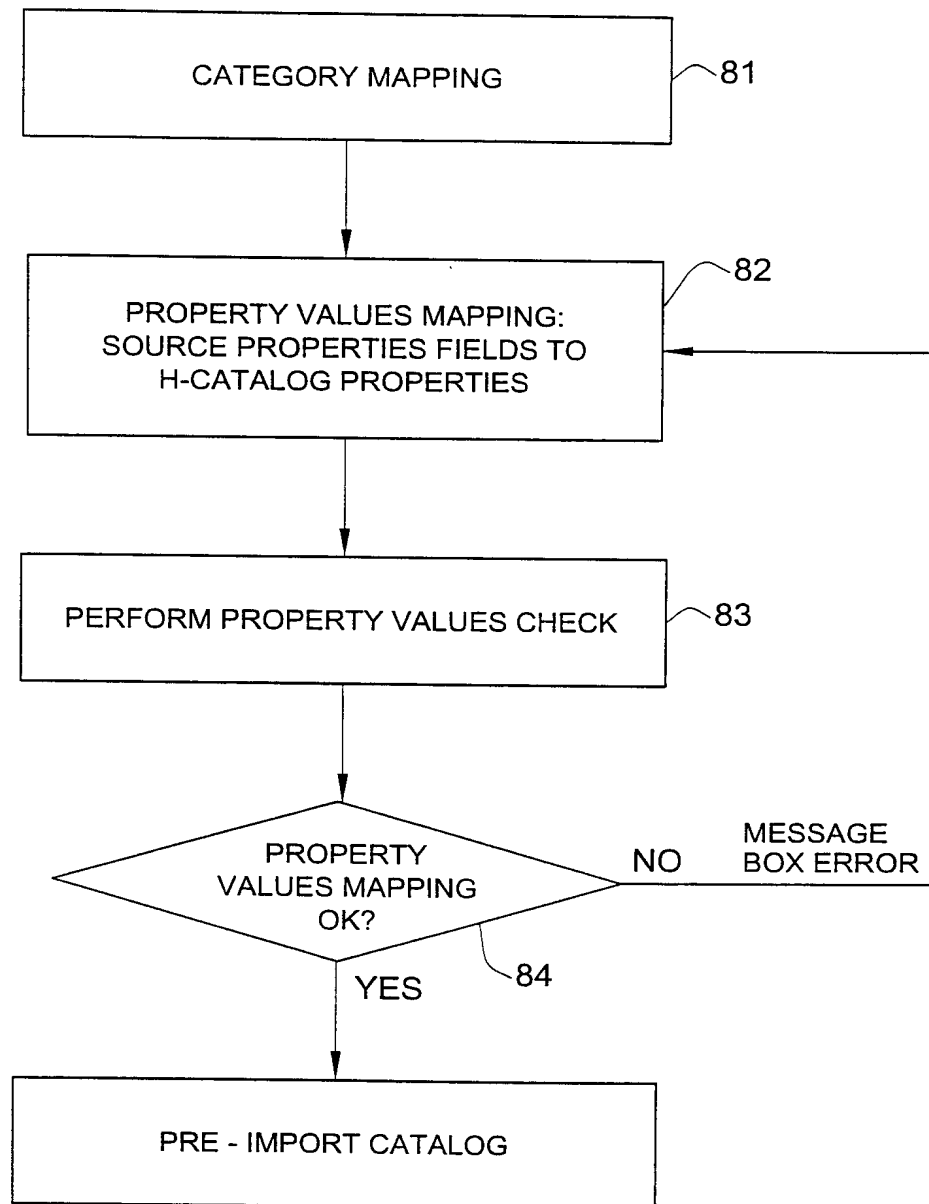 CATEGORY MAPPING
81
82
PROPERTY VALUES MAPPING:
SOURCE PROPERTIES FIELDS TO
H-CATALOG PROPERTIES
PERFORM PROPERTY VALUES CHECK
83
PROPERTY
VALUES MAPPING
OK?
NO
MESSAGE
BOX ERROR
84
YES
PRE - IMPORT CATALOG